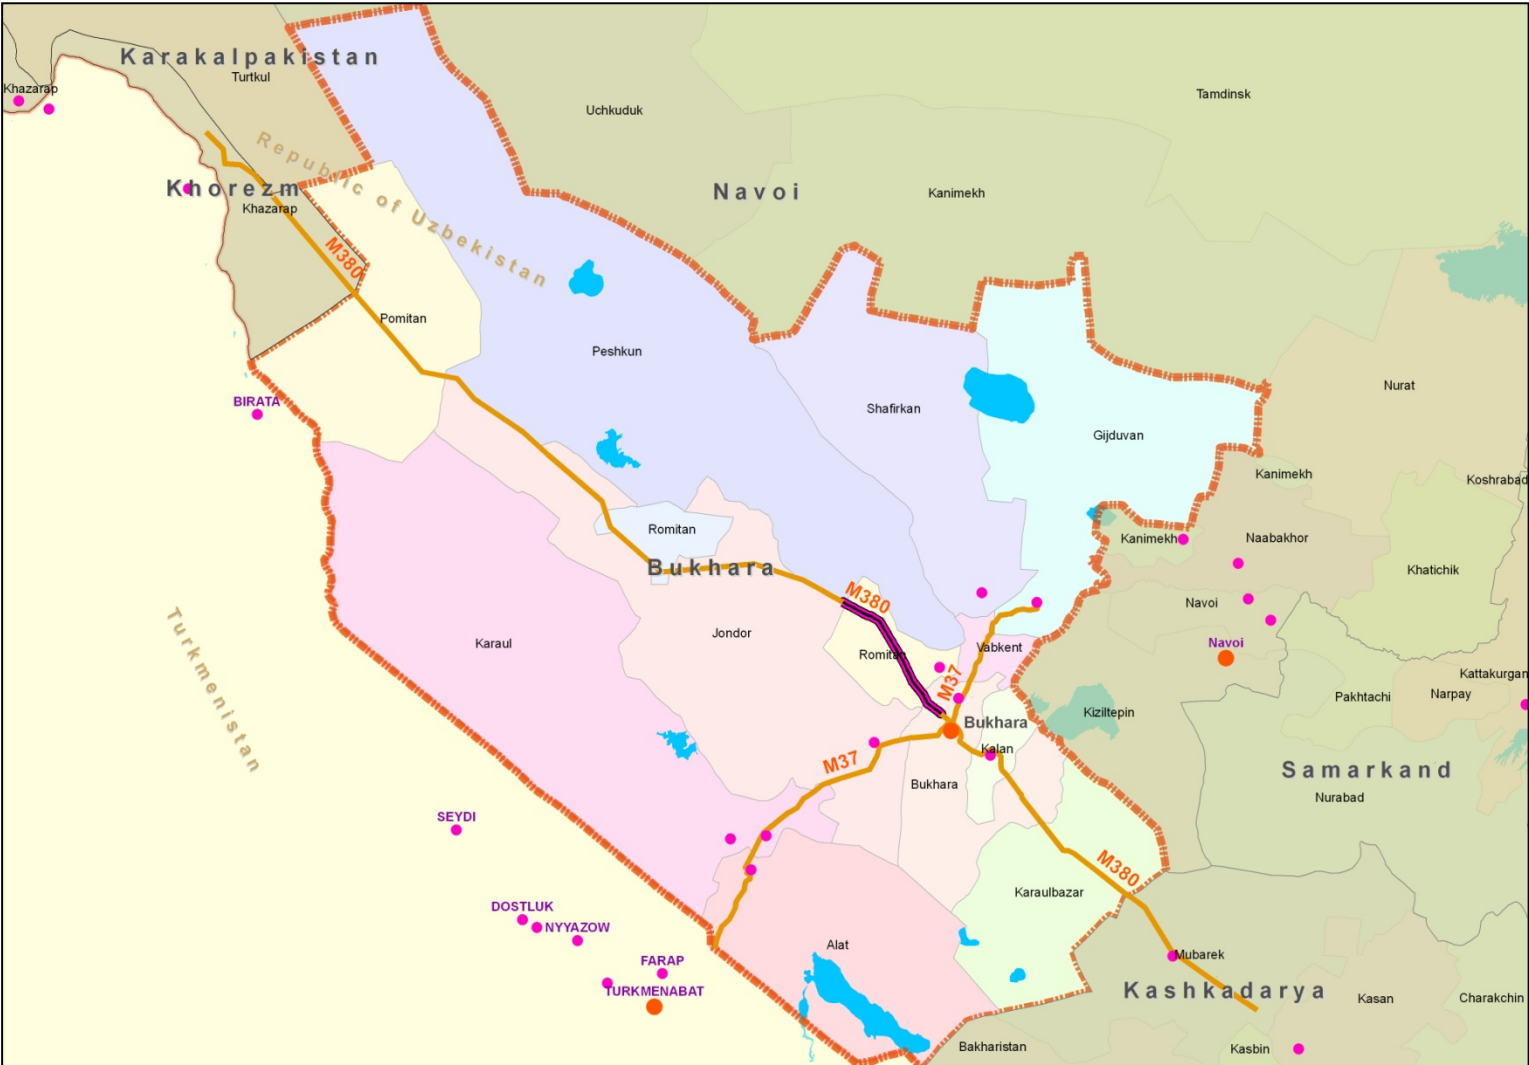 Karakalpakistan
Turtkul
Khazarap
Tamdinsk
Uchkuduk
Republic of Uzbekistan
Khorezm
Khazarap
Navoi
Kanimekh
M380
Pomitan
Peshkun
Nurat
BIRATA
Shafirkan
Gijduvan
Kanimekh
Koshrabad
Romitan
Kanimekh
Naabakhor
Bukhara
Khatichik
M380
Navoi
Turkmenistan
Karaul
Jondor
Romitan
Vabkent
Navoi
Kattakurgan
M37
Pakhtachi
Narpay
Bukhara
Kiziltepin
Kalan
M37
Samarkand
Bukhara
Nurabad
SEYDI
M380
Karaulbazar
DOSTLUK
NYYAZOW
Alat
FARAP
Mubarek
TURKMENABAT
Kashkadarya
Kasan
Charakchin
Bakharistan
Kasbin